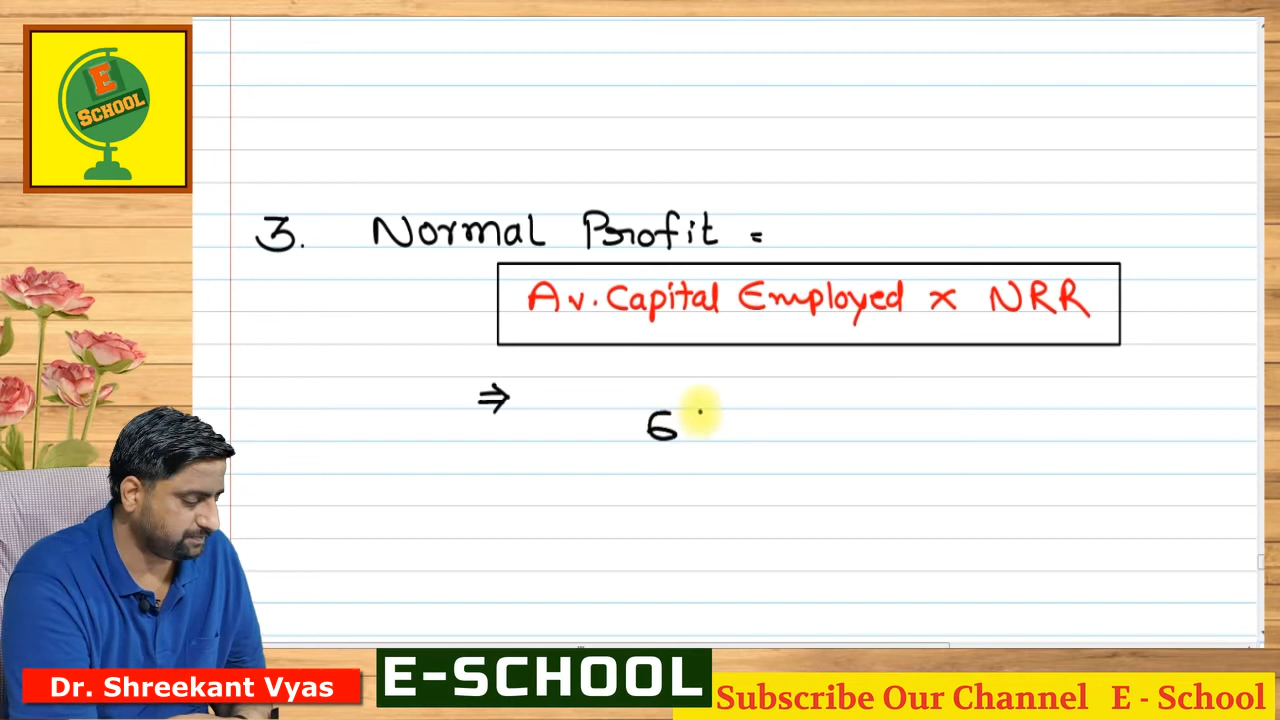 E
SCHOOL
3. Normal Profit =
Av. Capital Employed x NRR
⇒ 6
Dr. Shreekant Vyas
E-SCHOOL
Subscribe Our Channel E - School